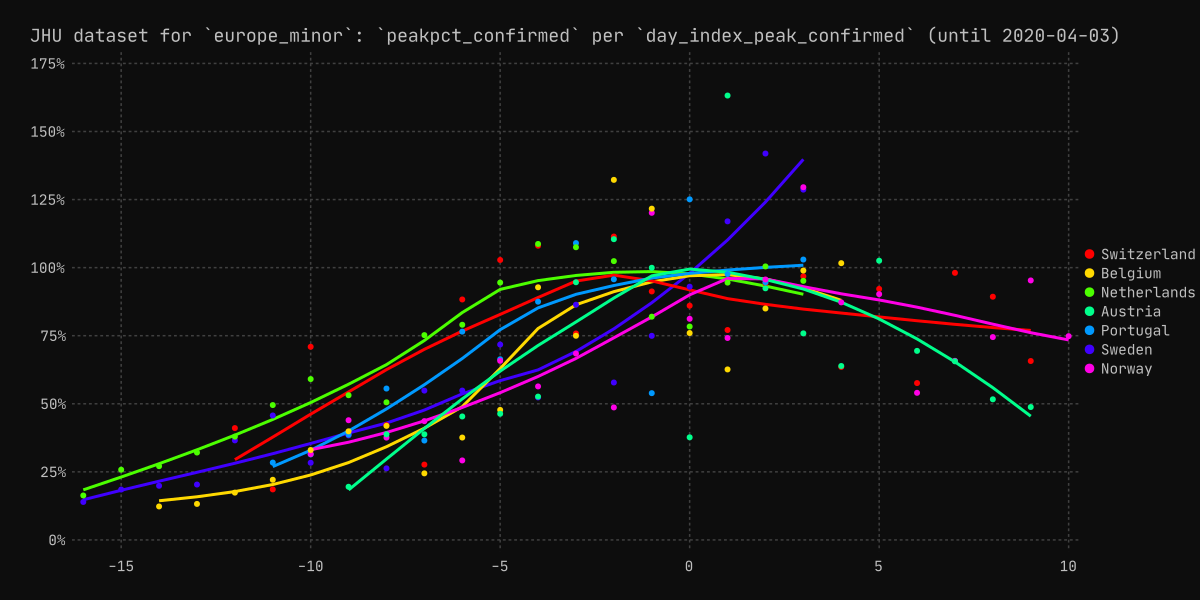 JHU dataset for `europe_minor`: `peakpct_confirmed` per `day_index_peak_confirmed` (until 2020-04-03)
175%
150%
125%
100%
75%
50%
25%
0%
-15
-10
-5
0
5
10
Switzerland
Belgium
Netherlands
Austria
Portugal
Sweden
Norway